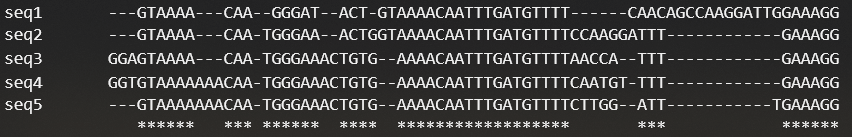 seq1       ---GTAAAA---CAA--GGGAT--ACT-GTAAAACAATTTGATGTTTT------CAACAGCCAAGGATTGGAAAGG
seq2       ---GTAAAA---CAA-TGGGAA--ACTGGTAAAACAATTTGATGTTTTCCAAGGATTT------------GAAAGG
seq3       GGAGTAAAA---CAA-TGGGAAACTGTG--AAAACAATTTGATGTTTTAACCA--TTT------------GAAAGG
seq4       GGTGTAAAAAAACAA-TGGGAAACTGTG--AAAACAATTTGATGTTTTCAATGT-TTT------------GAAAGG
seq5       ---GTAAAAAAACAA-TGGGAAACTGTG--AAAACAATTTGATGTTTTCTTGG--ATT-----------TGAAAGG
              ******   *** ******  ****  ******************       ***            ******